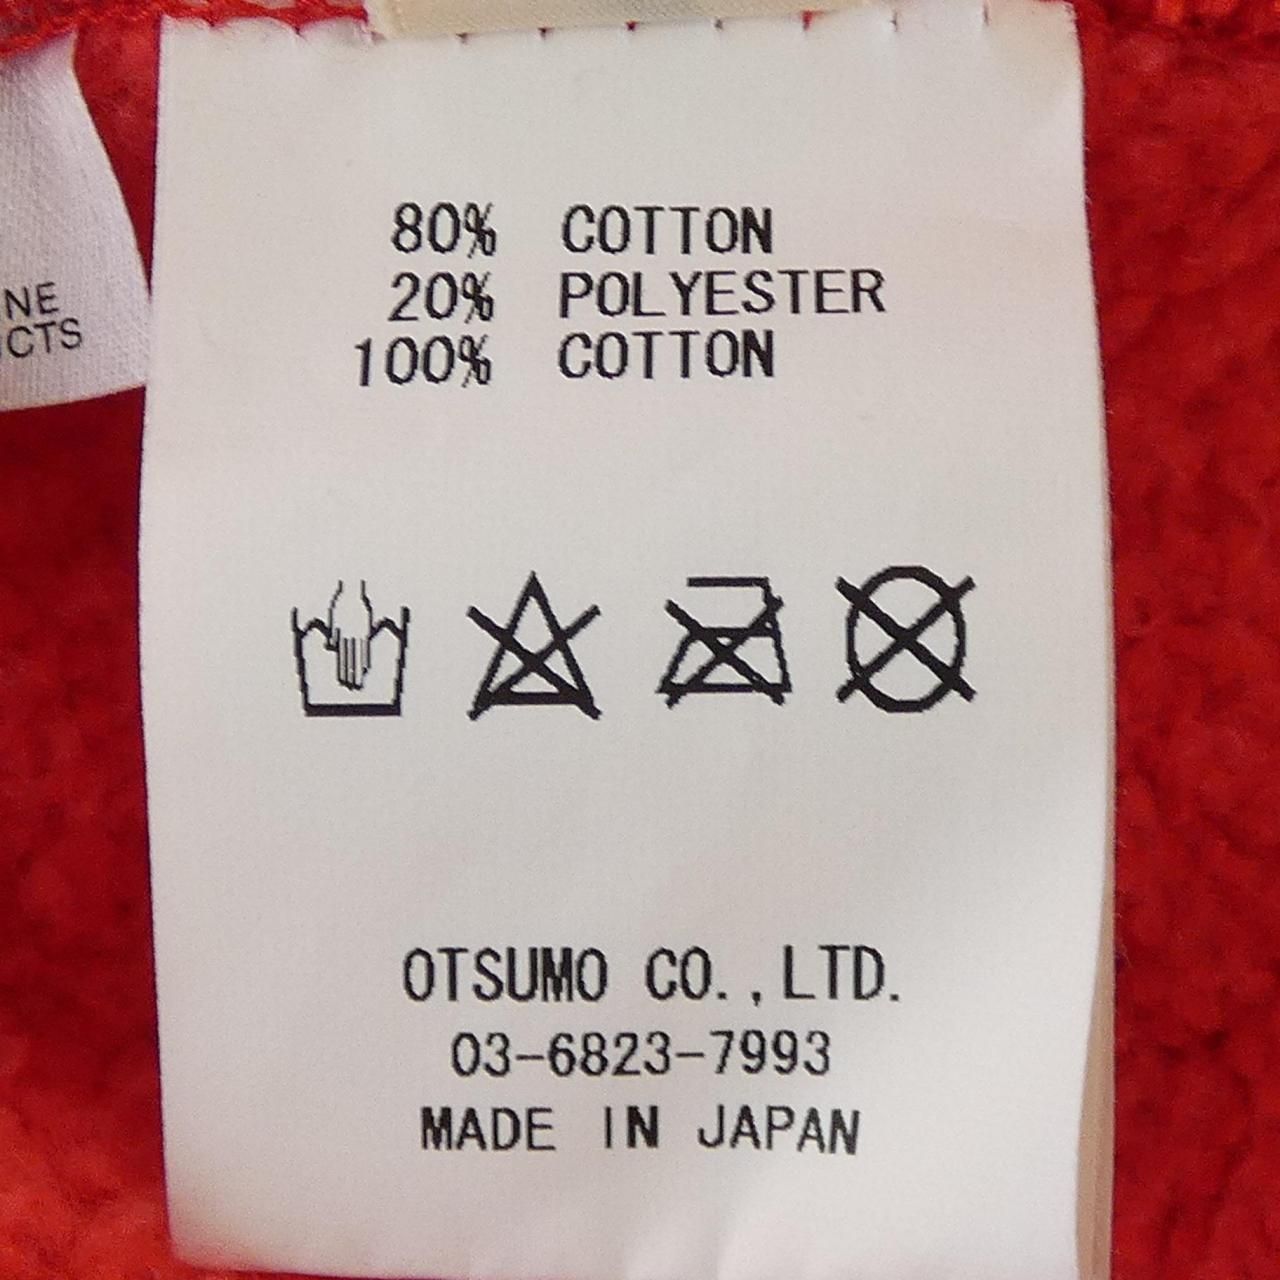 NE
CTS
80% COTTON
20% POLYESTER
100% COTTON
OTSUMO CO.,LTD.
03-6823-7993
MADE IN JAPAN